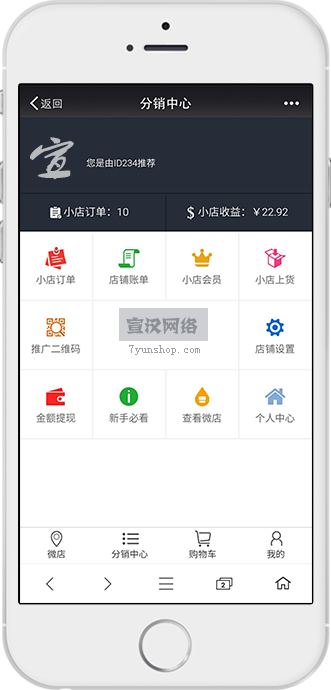 返回 分销中心
宣
您是由ID234推荐
小店订单：10 小店收益：￥22.92
小店订单 店铺账单 小店会员 小店上货
宣汉网络
推广二维码 7yunshop.com 店铺设置
金额提现 新手必看 查看微店 个人中心
微店 分销中心 购物车 我的
2